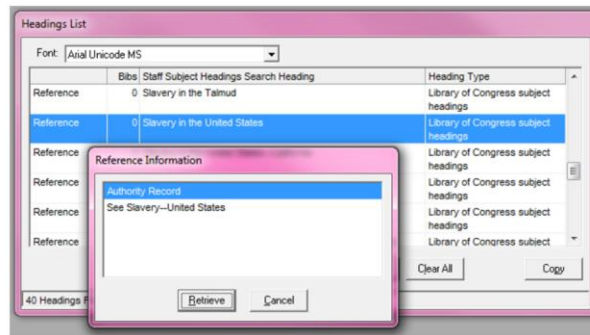 Headings List
Font: Arial Unicode MS
Bibs Staff Subject Headings Search Heading Heading Type
Reference 0 Slavery in the Talmud Library of Congress subject
headings
Reference 0 Slavery in the United States Library of Congress subject
headings
Reference Library of Congress subject
headings
Reference Library of Congress subject
headings
Reference Library of Congress subject
headings
Reference Library of Congress subject
Reference Information
Authority Record
See Slavery--United States
Retrieve Cancel
Clear All Copy
40 Headings